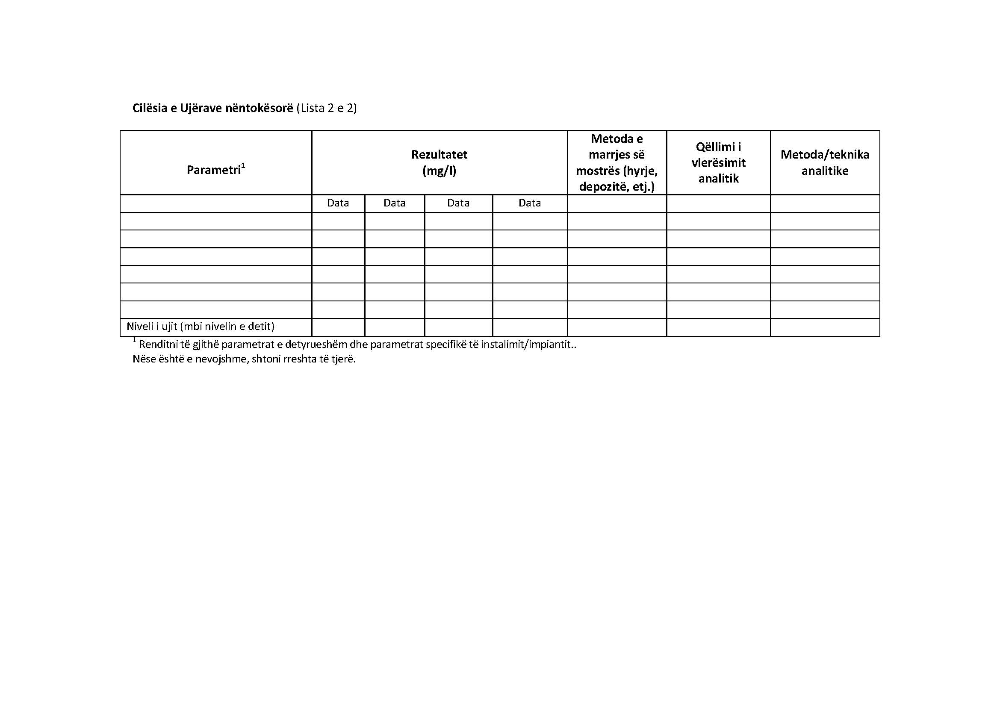 Cilësia e Ujërave nëntokësorë (Lista 2 e 2)
Parametri¹
Rezultatet
(mg/l)
Metoda e
marrjes së
mostrës (hyrje,
depozitë, etj.)
Qëllimi i
vlerësimit
analitik
Metoda/teknika
analitike
Data Data Data Data
Niveli i ujit (mbi nivelin e detit)
¹ Renditni të gjithë parametrat e detyrueshëm dhe parametrat specifikë të instalimit/impiantit..
Nëse është e nevojshme, shtoni rreshta të tjerë.